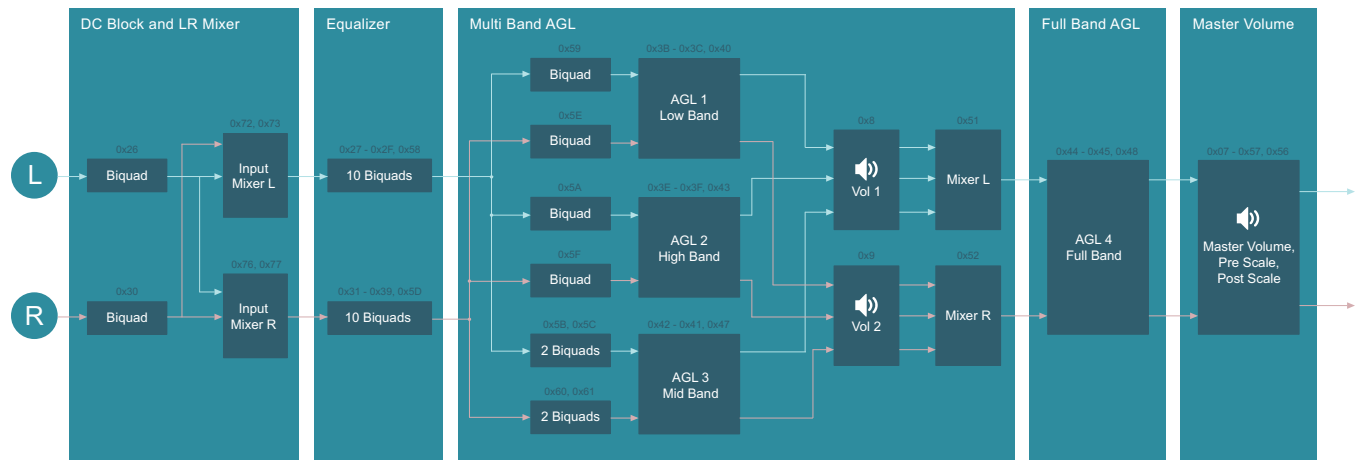 DC Block and LR Mixer
Equalizer
Multi Band AGL
Full Band AGL
Master Volume
L
0x26
Biquad
0x72, 0x73
Input
Mixer L
R
0x30
Biquad
0x76, 0x77
Input
Mixer R
0x27 - 0x2F, 0x58
10 Biquads
0x31 - 0x39, 0x5D
10 Biquads
0x59
Biquad
0x5E
Biquad
0x5A
Biquad
0x5F
Biquad
0x5B, 0x5C
2 Biquads
0x60, 0x61
2 Biquads
0x3B - 0x3C, 0x40
AGL 1
Low Band
0x3E - 0x3F, 0x43
AGL 2
High Band
0x42 - 0x41, 0x47
AGL 3
Mid Band
0x8
Vol 1
0x9
Vol 2
0x51
Mixer L
0x52
Mixer R
0x44 - 0x45, 0x48
AGL 4
Full Band
0x07 - 0x57, 0x56
Master Volume,
Pre Scale,
Post Scale